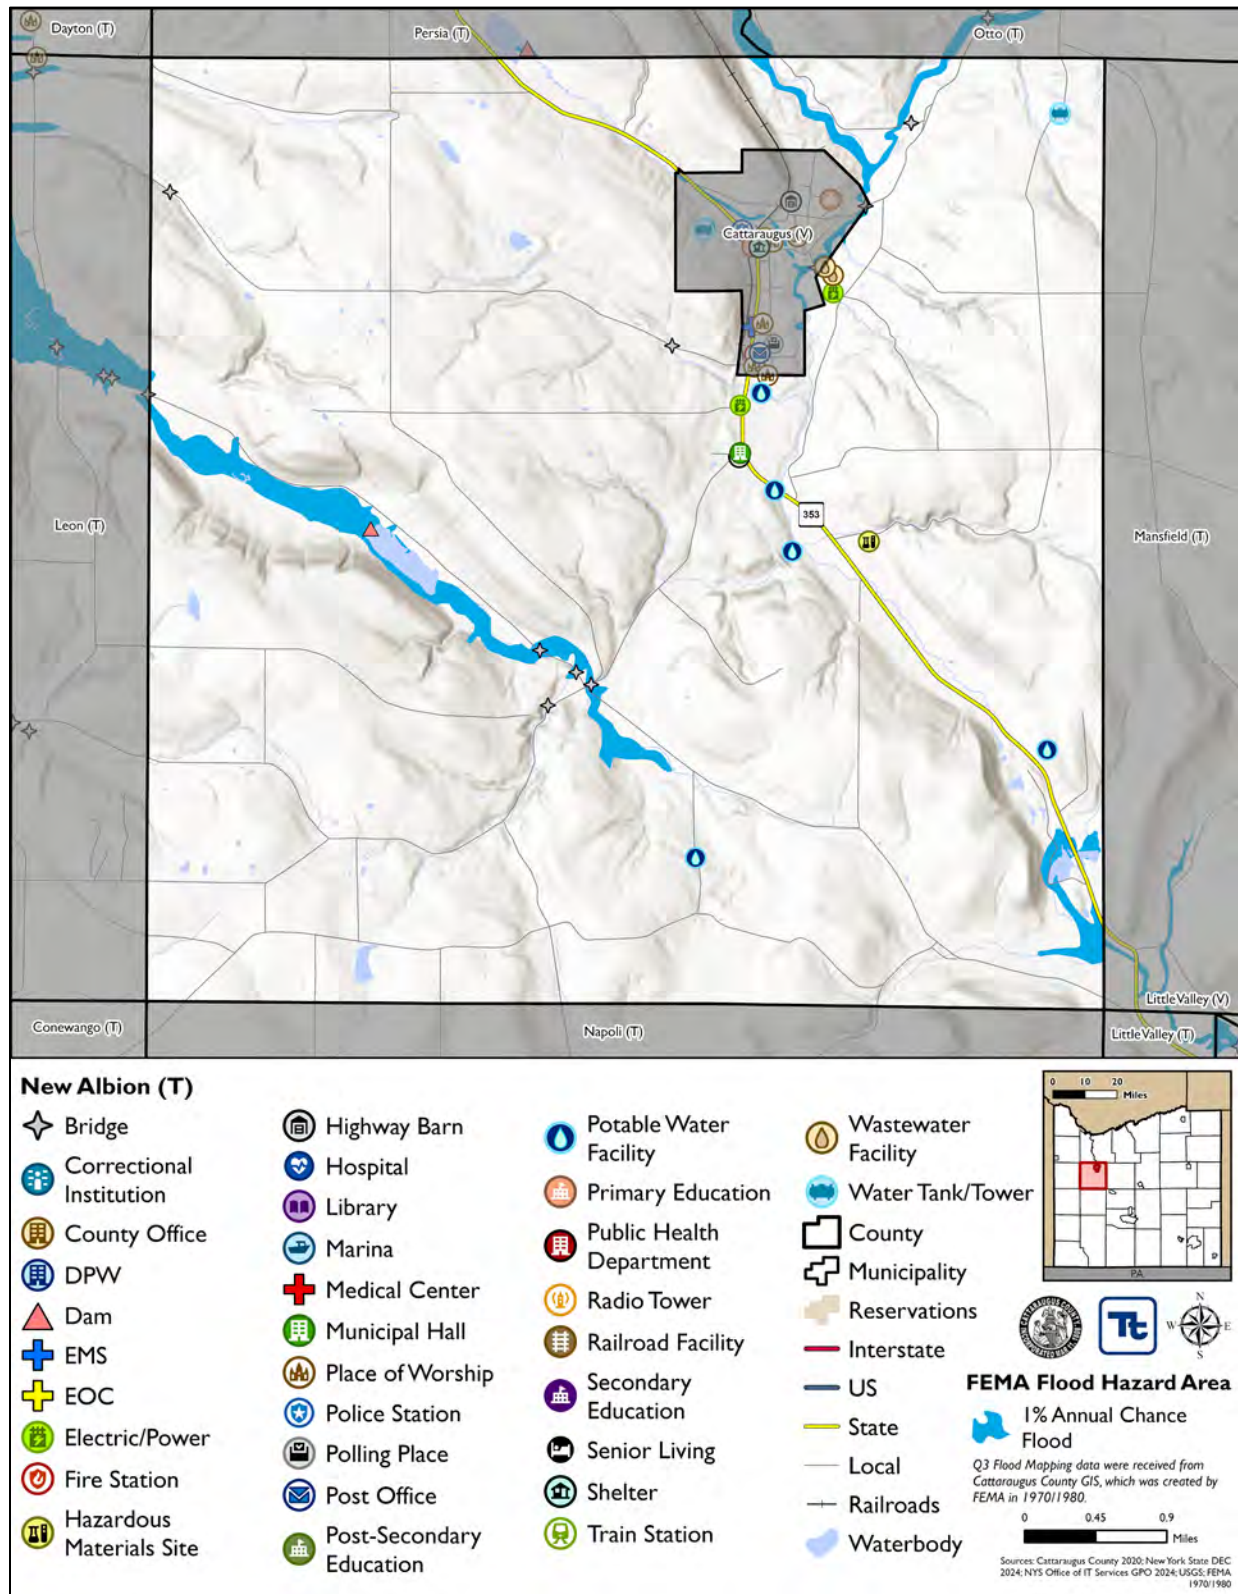 Dayton (T)
Persia (T)
Otto (T)
Cattaraugus (V)
353
Leon (T)
Mansfield (T)
Little Valley (V)
Conewango (T)
Napoli (T)
Little Valley (T)
New Albion (T)
Bridge
Correctional
Institution
County Office
DPW
Dam
EMS
EOC
Electric/Power
Fire Station
Hazardous
Materials Site
Highway Barn
Hospital
Library
Marina
Medical Center
Municipal Hall
Place of Worship
Police Station
Polling Place
Post Office
Post-Secondary
Education
Potable Water
Facility
Primary Education
Public Health
Department
Radio Tower
Railroad Facility
Secondary
Education
Senior Living
Shelter
Train Station
Wastewater
Facility
Water Tank/Tower
County
Municipality
Reservations
Interstate
US
State
Local
Railroads
Waterbody
0 10 20
Miles
PA
Tt
N
W E
S
FEMA Flood Hazard Area
1% Annual Chance
Flood
Q3 Flood Mapping data were received from
Cattaraugus County GIS, which was created by
FEMA in 1970/1980.
0 0.45 0.9
Miles
Sources: Cattaraugus County 2020; New York State DEC
2024; NYS Office of IT Services GPO 2024; USGS; FEMA
1970/1980